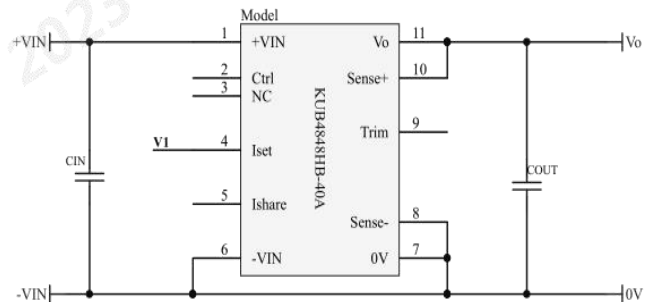 Model
+VIN
1
+VIN
Vo
11
Vo
2
Ctrl
Sense+
10
3
NC
V1
4
Iset
Trim
9
KUB4848HB-40A
CIN
COUT
5
Ishare
Sense-
8
6
-VIN
0V
7
-VIN
0V
2023